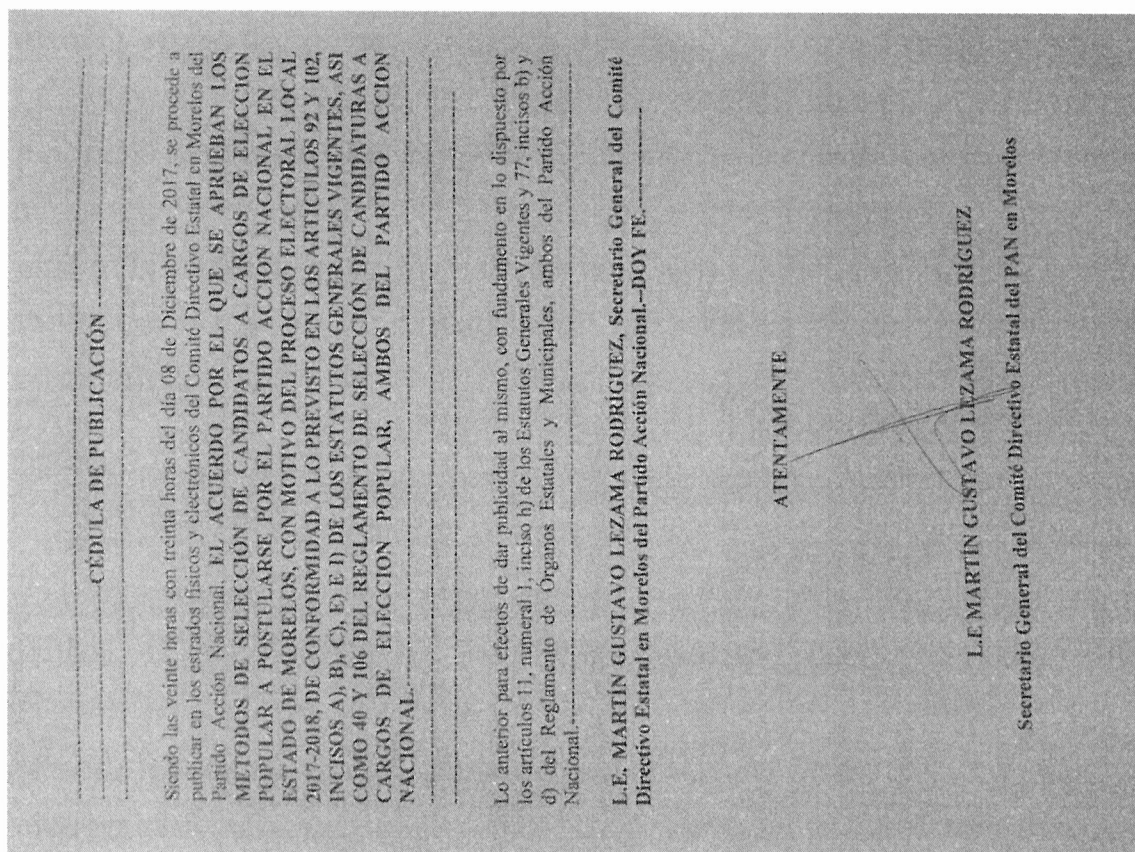 CÉDULA DE PUBLICACIÓN
Siendo las veinte horas con treinta horas del día 08 de Diciembre de 2017, se procede a
publicar en los estrados físicos y electrónicos del Comité Directivo Estatal en Morelos del
Partido Acción Nacional, EL ACUERDO POR EL QUE SE APRUEBAN LOS
METODOS DE SELECCIÓN DE CANDIDATOS A CARGOS DE ELECCION
POPULAR A POSTULARSE POR EL PARTIDO ACCION NACIONAL EN EL
ESTADO DE MORELOS, CON MOTIVO DEL PROCESO ELECTORAL LOCAL
2017-2018, DE CONFORMIDAD A LO PREVISTO EN LOS ARTICULOS 92 Y 102,
INCISOS A), B), C), E) E I) DE LOS ESTATUTOS GENERALES VIGENTES, ASI
COMO 40 Y 106 DEL REGLAMENTO DE SELECCIÓN DE CANDIDATURAS A
CARGOS DE ELECCION POPULAR, AMBOS DEL PARTIDO ACCION
NACIONAL.
Lo anterior para efectos de dar publicidad al mismo, con fundamento en lo dispuesto por
los artículos 11, numeral 1, inciso b) de los Estatutos Generales Vigentes y 77, incisos b) y
d) del Reglamento de Órganos Estatales y Municipales, ambos del Partido Acción
Nacional.
L.E. MARTÍN GUSTAVO LEZAMA RODRÍGUEZ, Secretario General del Comité
Directivo Estatal en Morelos del Partido Acción Nacional.–DOY FE.
ATENTAMENTE
L.E MARTÍN GUSTAVO LEZAMA RODRÍGUEZ
Secretario General del Comité Directivo Estatal del PAN en Morelos